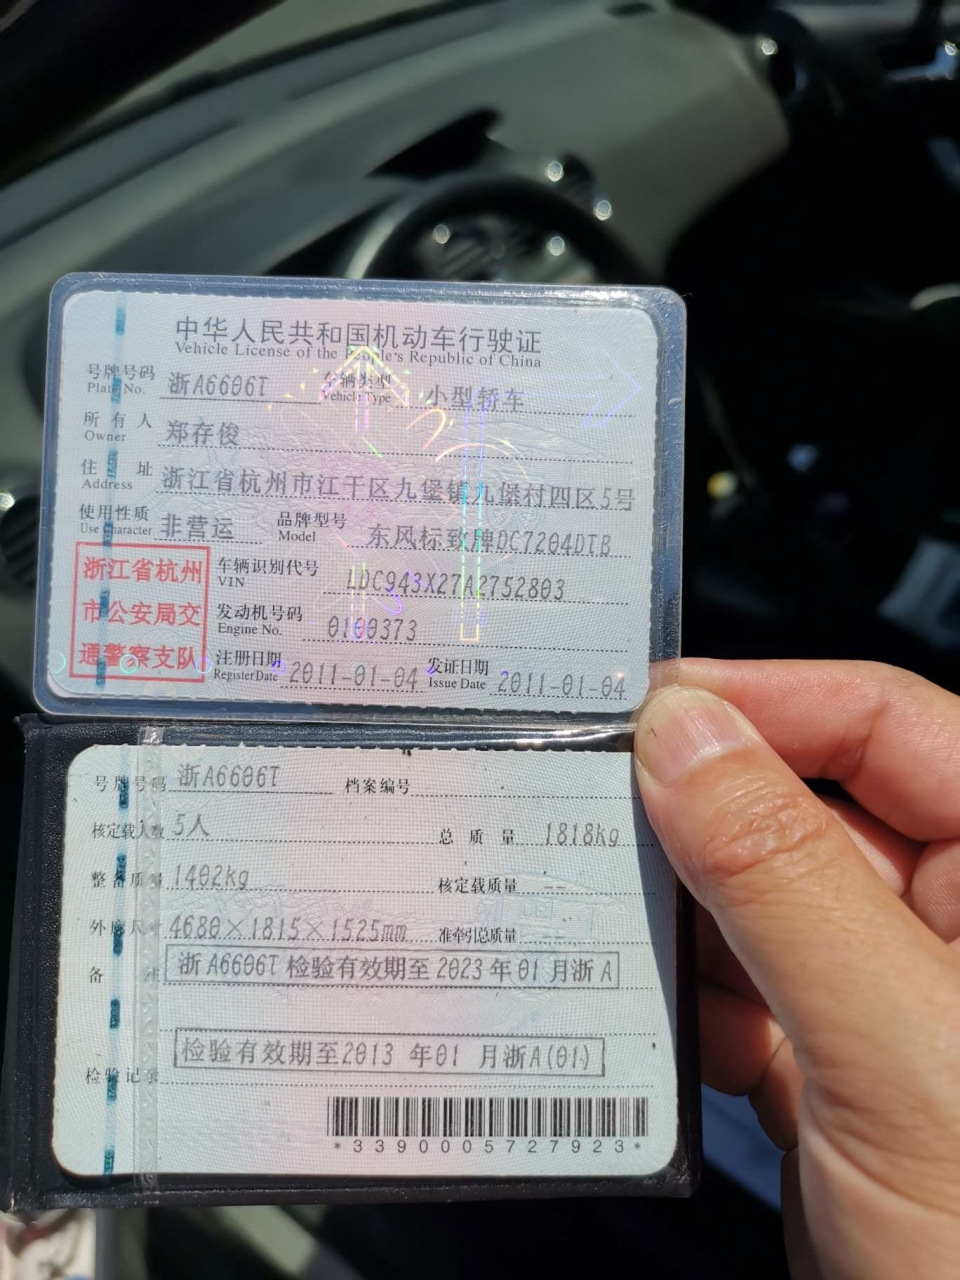 中华人民共和国机动车行驶证
Vehicle License of the People's Republic of China
号牌号码 Plate No. 浙A6606T 车辆类型 Vehicle Type 小型轿车
所有人 Owner 郑存俊
住址 Address 浙江省杭州市江干区九堡镇九堡村四区5号
使用性质 Use Character 非营运 品牌型号 Model 东风标致牌DC7204DTB
浙江省杭州
市公安局交
通警察支队
车辆识别代号 VIN LDC943X27A2752803
发动机号码 Engine No. 0100373
注册日期 Register Date 2011-01-04 发证日期 Issue Date 2011-01-04
号牌号码 浙A6606T 档案编号
核定载人数 5人 总质量 1818kg
整备质量 1402kg 核定载质量 --
外廓尺寸 4680×1815×1525mm 准牵引总质量 --
备注 浙A6606T 检验有效期至2023年01月浙A
检验有效期至2013 年01 月浙A(01)
检验记录
*3390005727923*